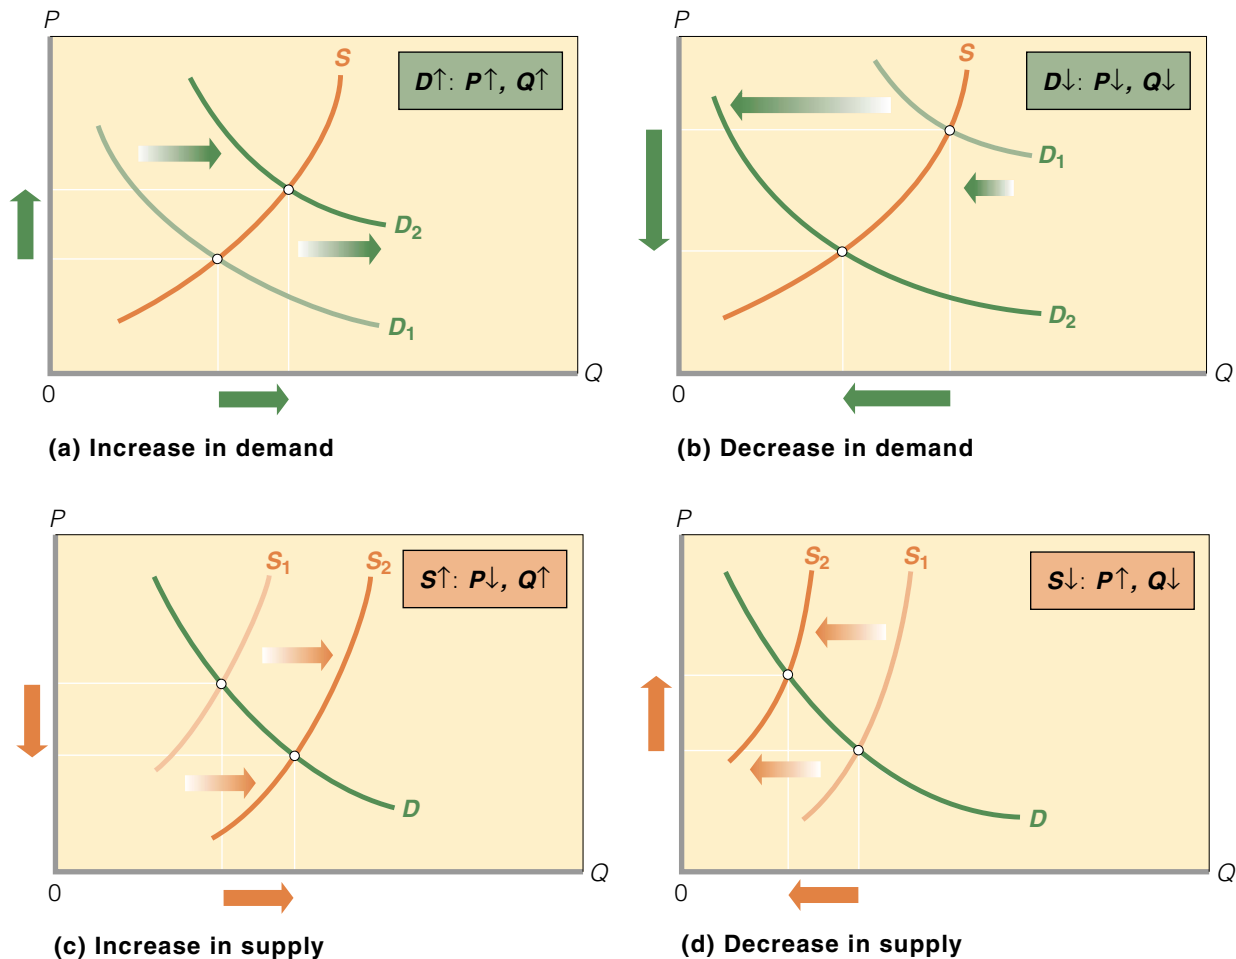 P
S
D↑: P↑, Q↑
D₂
D₁
0
Q
(a) Increase in demand
P
S
D↓: P↓, Q↓
D₁
D₂
0
Q
(b) Decrease in demand
P
S₁
S₂
S↑: P↓, Q↑
D
0
Q
(c) Increase in supply
P
S₂
S₁
S↓: P↑, Q↓
D
0
Q
(d) Decrease in supply